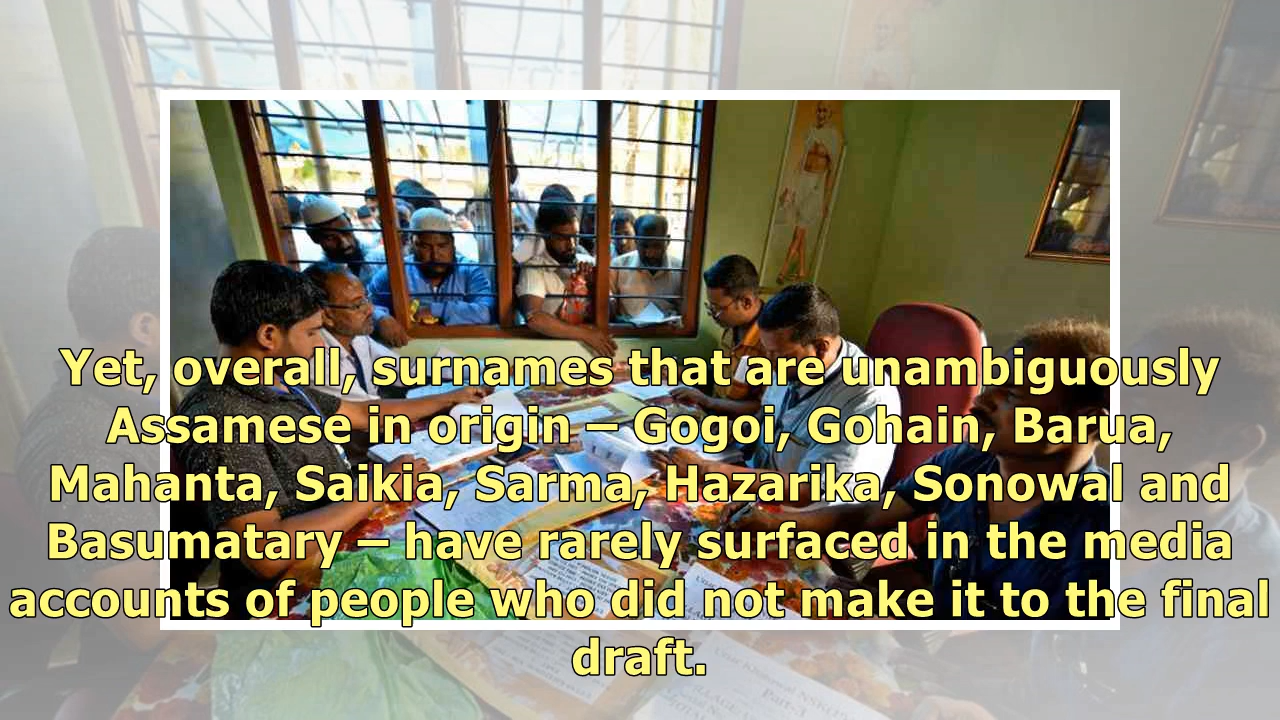 Yet, overall, surnames that are unambiguously
Assamese in origin – Gogoi, Gohain, Barua,
Mahanta, Saikia, Sarma, Hazarika, Sonowal and
Basumatary – have rarely surfaced in the media
accounts of people who did not make it to the final
draft.